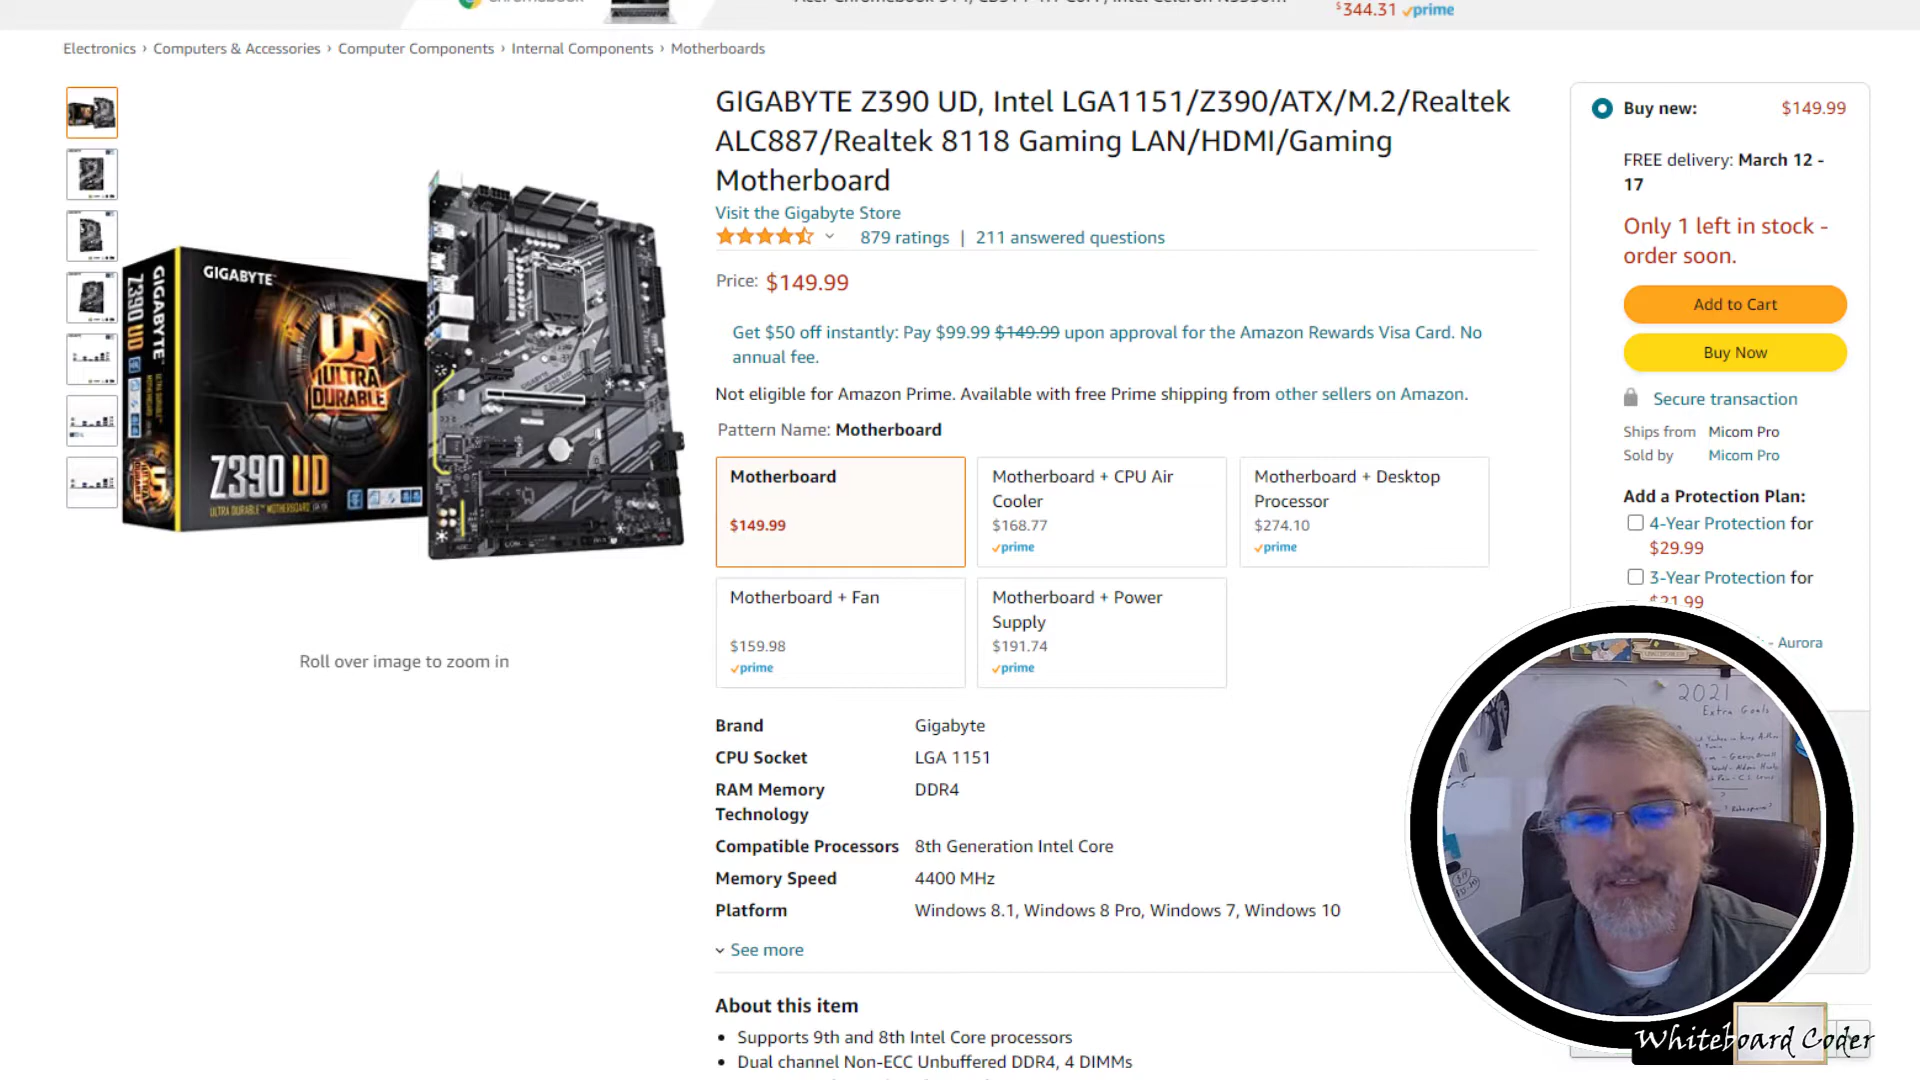 $344.31 prime
Electronics › Computers & Accessories › Computer Components › Internal Components › Motherboards
GIGABYTE Z390 UD, Intel LGA1151/Z390/ATX/M.2/Realtek
ALC887/Realtek 8118 Gaming LAN/HDMI/Gaming
Motherboard
Visit the Gigabyte Store
879 ratings | 211 answered questions
Price: $149.99
Get $50 off instantly: Pay $99.99 $149.99 upon approval for the Amazon Rewards Visa Card. No
annual fee.
Not eligible for Amazon Prime. Available with free Prime shipping from other sellers on Amazon.
Pattern Name: Motherboard
Motherboard
$149.99
Motherboard + CPU Air
Cooler
$168.77
prime
Motherboard + Desktop
Processor
$274.10
prime
Motherboard + Fan
$159.98
prime
Motherboard + Power
Supply
$191.74
prime
Brand Gigabyte
CPU Socket LGA 1151
RAM Memory DDR4
Technology
Compatible Processors 8th Generation Intel Core
Memory Speed 4400 MHz
Platform Windows 8.1, Windows 8 Pro, Windows 7, Windows 10
See more
About this item
• Supports 9th and 8th Intel Core processors
• Dual channel Non-ECC Unbuffered DDR4, 4 DIMMs
GIGABYTE
GIGABYTE
Z390 UD
UD
ULTRA
DURABLE
Z390 UD
ULTRA DURABLE™ MOTHERBOARD
Roll over image to zoom in
Buy new: $149.99
FREE delivery: March 12 -
17
Only 1 left in stock -
order soon.
Add to Cart
Buy Now
Secure transaction
Ships from Micom Pro
Sold by Micom Pro
Add a Protection Plan:
4-Year Protection for
$29.99
3-Year Protection for
$21.99
- Aurora
2021
Extra Goals
Whiteboard Coder